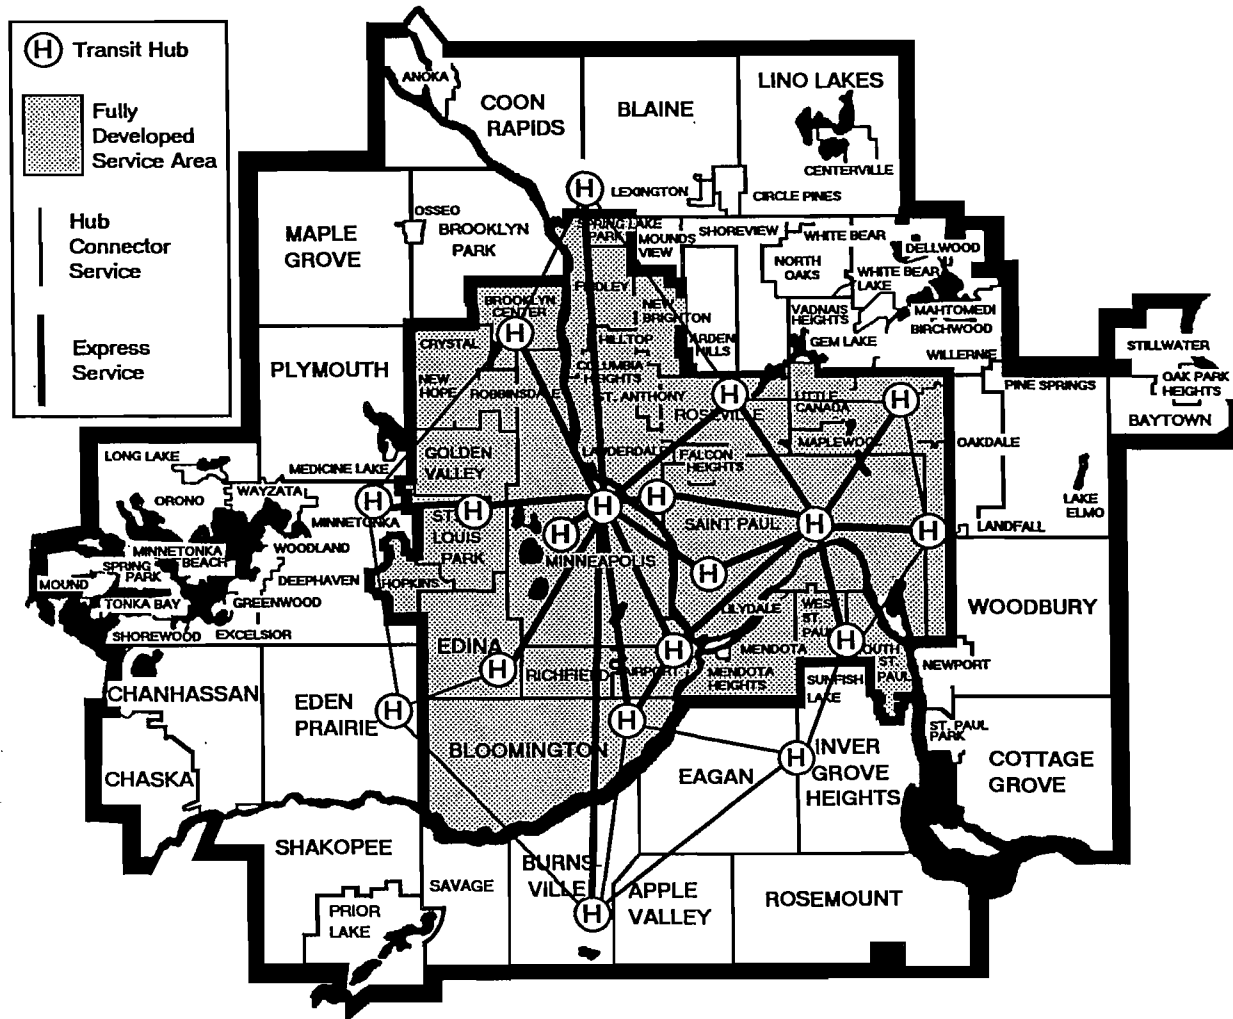 H Transit Hub
Fully
Developed
Service Area
Hub
Connector
Service
Express
Service
ANOKA
COON
RAPIDS
BLAINE
LINO LAKES
CENTERVILLE
H
LEXINGTON
CIRCLE PINES
OSSEO
MAPLE
GROVE
BROOKLYN
PARK
SPRING LAKE
PARK
MOUNDS
VIEW
SHOREVIEW
WHITE BEAR
DELLWOOD
NORTH
OAKS
WHITE BEAR
LAKE
FRIDLEY
BROOKLYN
CENTER
NEW
BRIGHTON
VADNAIS
HEIGHTS
MAHTOMEDI
BIRCHWOOD
H
CRYSTAL
HILLTOP
ARDEN
HILLS
GEM LAKE
WILLERNIE
STILLWATER
PLYMOUTH
COLUMBIA
HEIGHTS
NEW
HOPE
ROBBINSDALE
ST. ANTHONY
H
ROSEVILLE
LITTLE
CANADA
H
PINE SPRINGS
OAK PARK
HEIGHTS
BAYTOWN
GOLDEN
VALLEY
LAUDERDALE
FALCON
HEIGHTS
MAPLEWOOD
OAKDALE
LONG LAKE
MEDICINE LAKE
ORONO
WAYZATA
H
MINNETONKA
H
ST.
LOUIS
PARK
H
H
H
MINNEAPOLIS
SAINT PAUL
H
H
LANDFALL
LAKE
ELMO
MINNETONKA
BEACH
WOODLAND
SPRING
PARK
MOUND
DEEPHAVEN
HOPKINS
H
TONKA BAY
GREENWOOD
SHOREWOOD
EXCELSIOR
LILYDALE
WEST
ST.
PAUL
WOODBURY
EDINA
H
RICHFIELD
AIRPORT
H
MENDOTA
MENDOTA
HEIGHTS
H
SOUTH
ST.
PAUL
NEWPORT
SUNFISH
LAKE
CHANHASSAN
EDEN
PRAIRIE
H
BLOOMINGTON
H
ST. PAUL
PARK
CHASKA
EAGAN
H
INVER
GROVE
HEIGHTS
COTTAGE
GROVE
SHAKOPEE
SAVAGE
BURNS-
VILLE
H
APPLE
VALLEY
ROSEMOUNT
PRIOR
LAKE